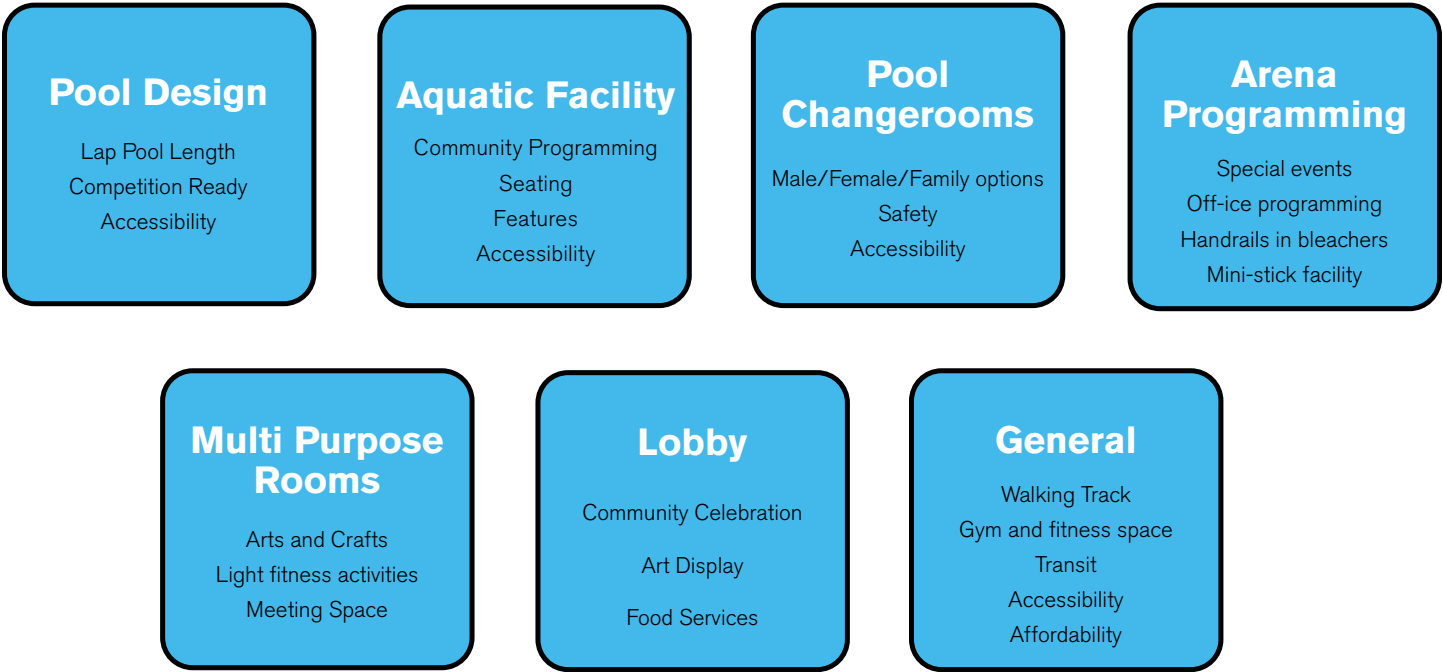 Pool Design
Lap Pool Length
Competition Ready
Accessibility
Aquatic Facility
Community Programming
Seating
Features
Accessibility
Pool
Changerooms
Male/Female/Family options
Safety
Accessibility
Arena
Programming
Special events
Off-ice programming
Handrails in bleachers
Mini-stick facility
Multi Purpose
Rooms
Arts and Crafts
Light fitness activities
Meeting Space
Lobby
Community Celebration
Art Display
Food Services
General
Walking Track
Gym and fitness space
Transit
Accessibility
Affordability